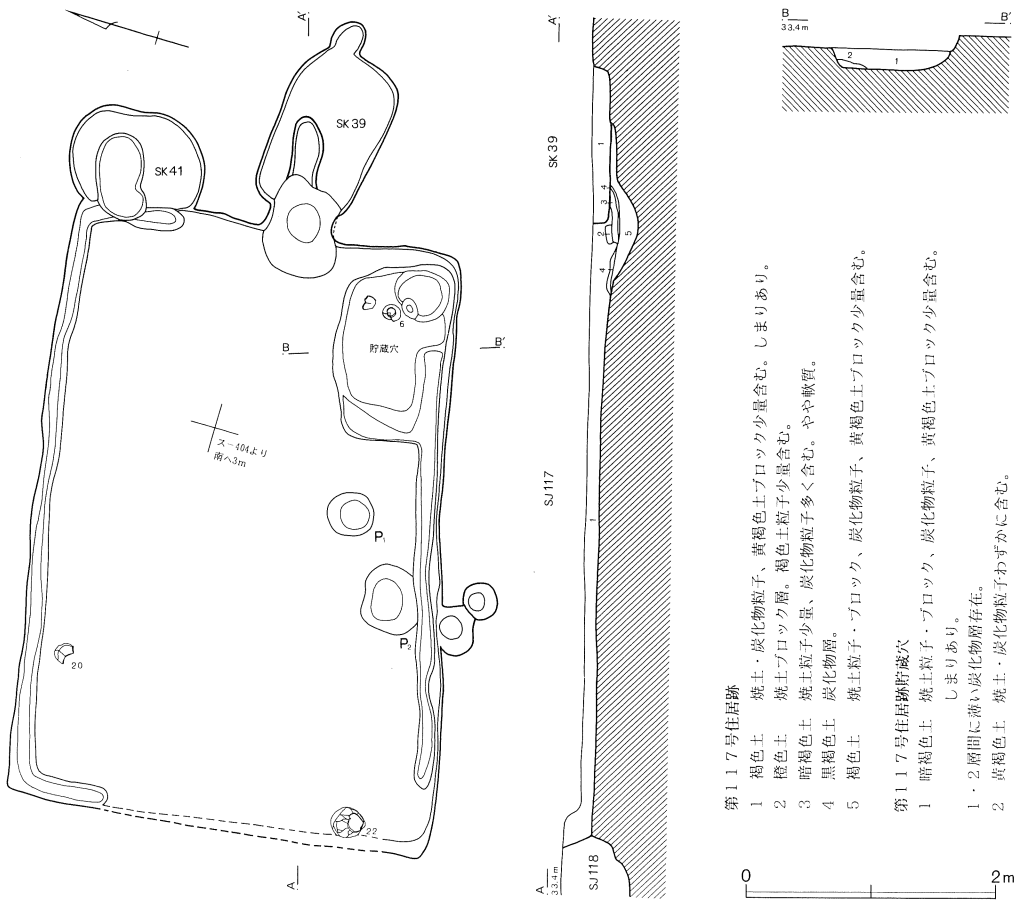 A'
SK39
SK41
6
貯蔵穴
B
B'
スー404より
南へ3m
P1
P2
20
22
A
A'
SK39
1
4
3
2
5
4
SJ117
1
A
33.4m
SJ118
B
33.4m
B'
2
1
第117号住居跡
1 褐色土 焼土・炭化物粒子、黄褐色土ブロック少量含む。しまりあり。
2 橙色土 焼土ブロック層。褐色土粒子少量含む。
3 暗褐色土 焼土粒子少量、炭化物粒子多く含む。やや軟質。
4 黒褐色土 炭化物層。
5 褐色土 焼土粒子・ブロック、炭化物粒子、黄褐色土ブロック少量含む。
第117号住居跡貯蔵穴
1 暗褐色土 焼土粒子・ブロック、炭化物粒子、黄褐色土ブロック少量含む。
しまりあり。
1・2層間に薄い炭化物層存在。
2 黄褐色土 焼土・炭化物粒子わずかに含む。
0
2m